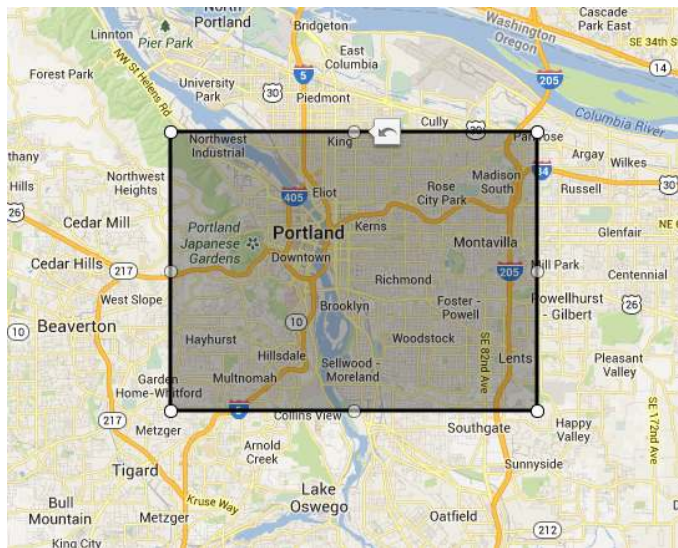 North
Portland
Bridgeton
Cascade
Park East
Linnton
Pier Park
Washington
Oregon
SE 34th S
East
Columbia
NW St Helens Rd
Forest Park
University
Park
30
5
Piedmont
205
14
Columbia River
Cully
30
Northwest
Industrial
King
Parkrose
Argay
Wilkes
thany
Hills
Northwest
Heights
405
Eliot
Rose
City Park
Madison
South
84
Russell
30
26
Cedar Mill
Portland
Japanese
Gardens
Portland
Kerns
Montavilla
Glenfair
NE G
Cedar Hills
217
Downtown
205
Mill Park
Centennial
Richmond
West Slope
Brooklyn
Foster -
Powell
Powellhurst
- Gilbert
26
10
Beaverton
10
Hayhurst
Woodstock
SE 82nd Ave
Hillsdale
Sellwood -
Moreland
Lents
Pleasant
Valley
Garden
Home-Whitford
Multnomah
5
Collins View
SE 172nd Ave
217
Metzger
Southgate
Happy
Valley
Arnold
Creek
Tigard
Sunnyside
Bull
Mountain
Kruse Way
Lake
Oswego
Metzger
Oatfield
212
King City